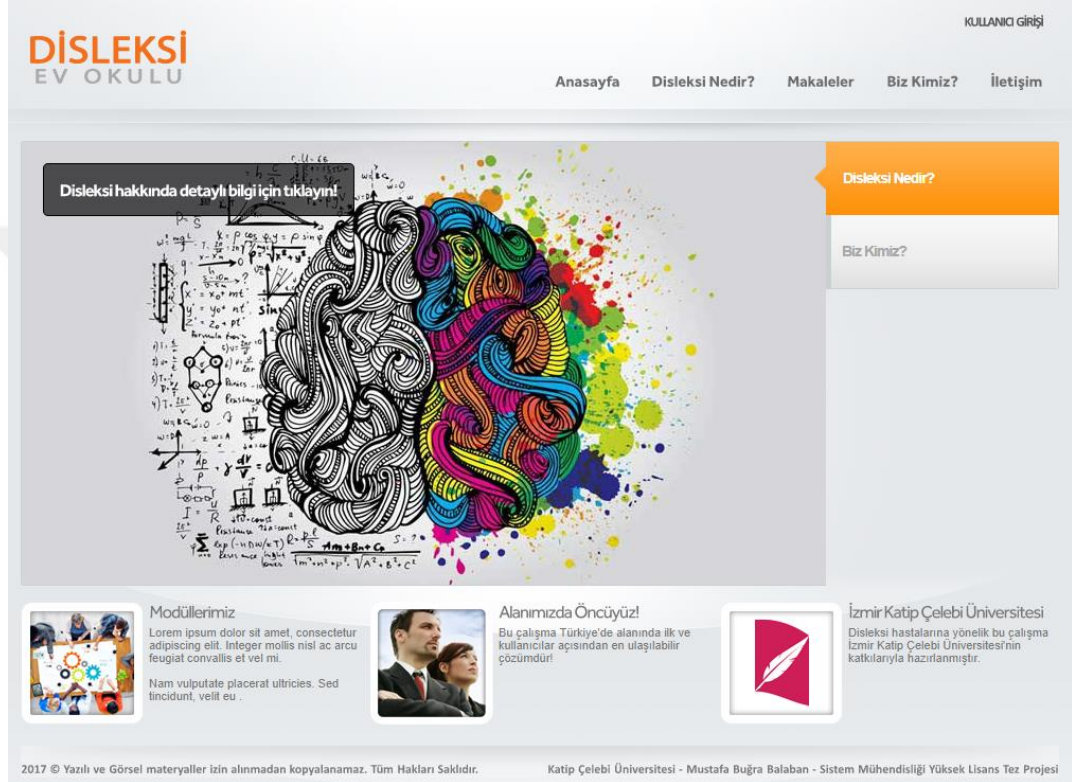 KULLANICI GİRİŞİ
DİSLEKSİ
EV OKULU
Anasayfa Disleksi Nedir? Makaleler Biz Kimiz? İletişim
Disleksi hakkında detaylı bilgi için tıklayın!
Disleksi Nedir?
Biz Kimiz?
Modüllerimiz
Lorem ipsum dolor sit amet, consectetur
adipiscing elit. Integer mollis nisl ac arcu
feugiat convallis et vel mi.
Nam vulputate placerat ultricies. Sed
tincidunt, velit eu .
Alanımızda Öncüyüz!
Bu çalışma Türkiye'de alanında ilk ve
kullanıcılar açısından en ulaşılabilir
çözümdür!
İzmir Katip Çelebi Üniversitesi
Disleksi hastalarına yönelik bu çalışma
İzmir Katip Çelebi Üniversitesi'nin
katkılarıyla hazırlanmıştır.
2017 © Yazılı ve Görsel materyaller izin alınmadan kopyalanamaz. Tüm Hakları Saklıdır.
Katip Çelebi Üniversitesi - Mustafa Buğra Balaban - Sistem Mühendisliği Yüksek Lisans Tez Projesi